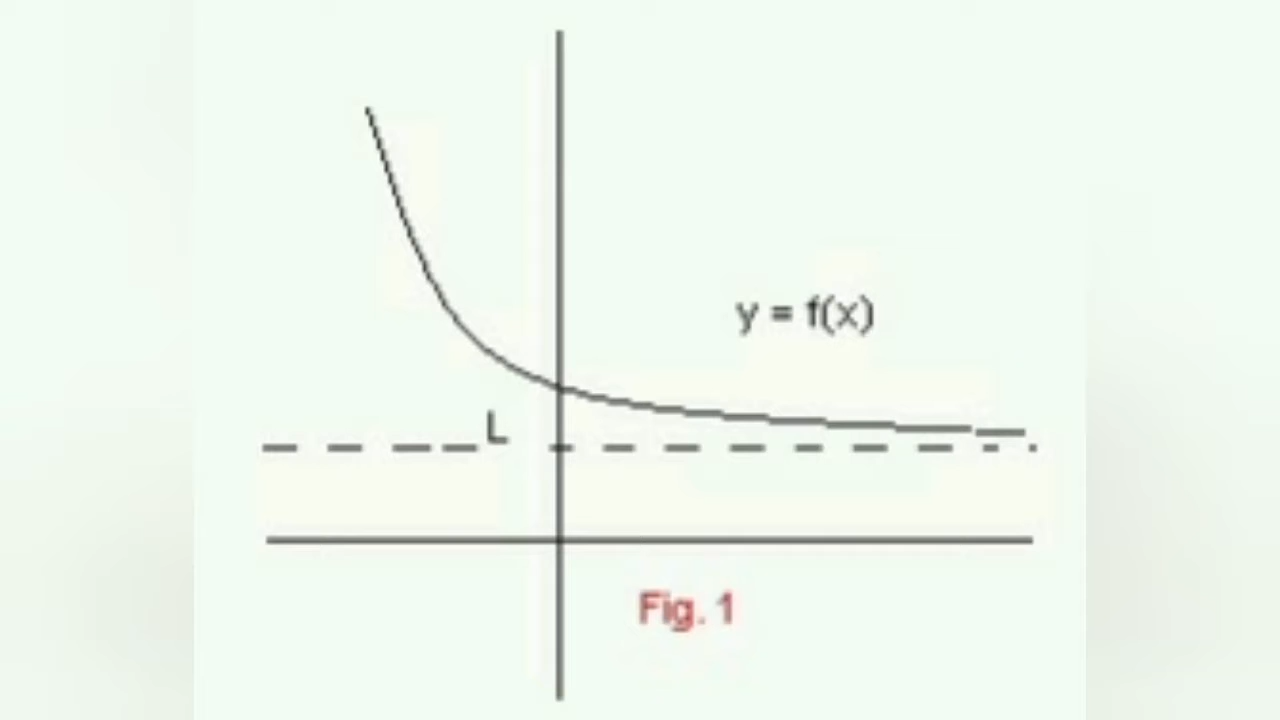 y = f(x)
L
Fig. 1